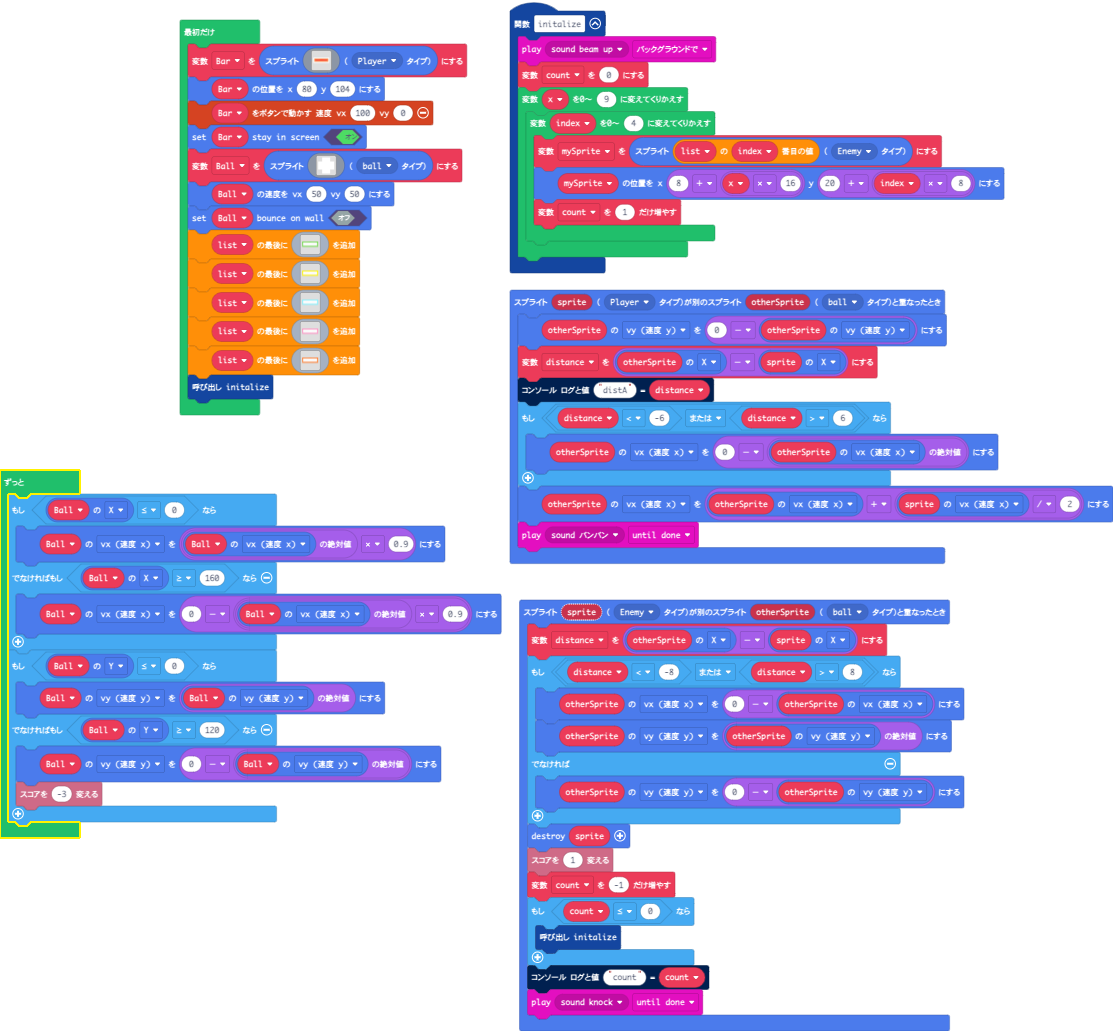 最初だけ
変数 Bar を スプライト ( Player タイプ) にする
Bar の位置を x 80 y 104 にする
Bar をボタンで動かす 速度 vx 100 vy 0
set Bar stay in screen オン
変数 Ball を スプライト ( ball タイプ) にする
Ball の速度を vx 50 vy 50 にする
set Ball bounce on wall オフ
list の最後に を追加
list の最後に を追加
list の最後に を追加
list の最後に を追加
list の最後に を追加
呼び出し initalize
関数 initalize
play sound beam up バックグラウンドで
変数 count を 0 にする
変数 x を0～ 9 に変えてくりかえす
変数 index を0～ 4 に変えてくりかえす
変数 mySprite を スプライト list の index 番目の値 ( Enemy タイプ) にする
mySprite の位置を x 8 + x × 16 y 20 + index × 8 にする
変数 count を 1 だけ増やす
スプライト sprite ( Player タイプ)が別のスプライト otherSprite ( ball タイプ)と重なったとき
otherSprite の vy (速度 y) を 0 - otherSprite の vy (速度 y) にする
変数 distance を otherSprite の X - sprite の X にする
コンソール ログと値 "distA" = distance
もし distance < -6 または distance > 6 なら
otherSprite の vx (速度 x) を 0 - otherSprite の vx (速度 x) の絶対値 にする
otherSprite の vx (速度 x) を otherSprite の vx (速度 x) + sprite の vx (速度 x) / 2 にする
play sound バンバン until done
ずっと
もし Ball の X ≤ 0 なら
Ball の vx (速度 x) を Ball の vx (速度 x) の絶対値 × 0.9 にする
でなければもし Ball の X ≥ 160 なら
Ball の vx (速度 x) を 0 - Ball の vx (速度 x) の絶対値 × 0.9 にする
もし Ball の Y ≤ 0 なら
Ball の vy (速度 y) を Ball の vy (速度 y) の絶対値 にする
でなければもし Ball の Y ≥ 120 なら
Ball の vy (速度 y) を 0 - Ball の vy (速度 y) の絶対値 にする
スコアを -3 変える
スプライト sprite ( Enemy タイプ)が別のスプライト otherSprite ( ball タイプ)と重なったとき
変数 distance を otherSprite の X - sprite の X にする
もし distance < -8 または distance > 8 なら
otherSprite の vx (速度 x) を 0 - otherSprite の vx (速度 x) にする
otherSprite の vy (速度 y) を otherSprite の vy (速度 y) の絶対値 にする
でなければ
otherSprite の vy (速度 y) を 0 - otherSprite の vy (速度 y) にする
destroy sprite
スコアを 1 変える
変数 count を -1 だけ増やす
もし count ≤ 0 なら
呼び出し initalize
コンソール ログと値 "count" = count
play sound knock until done